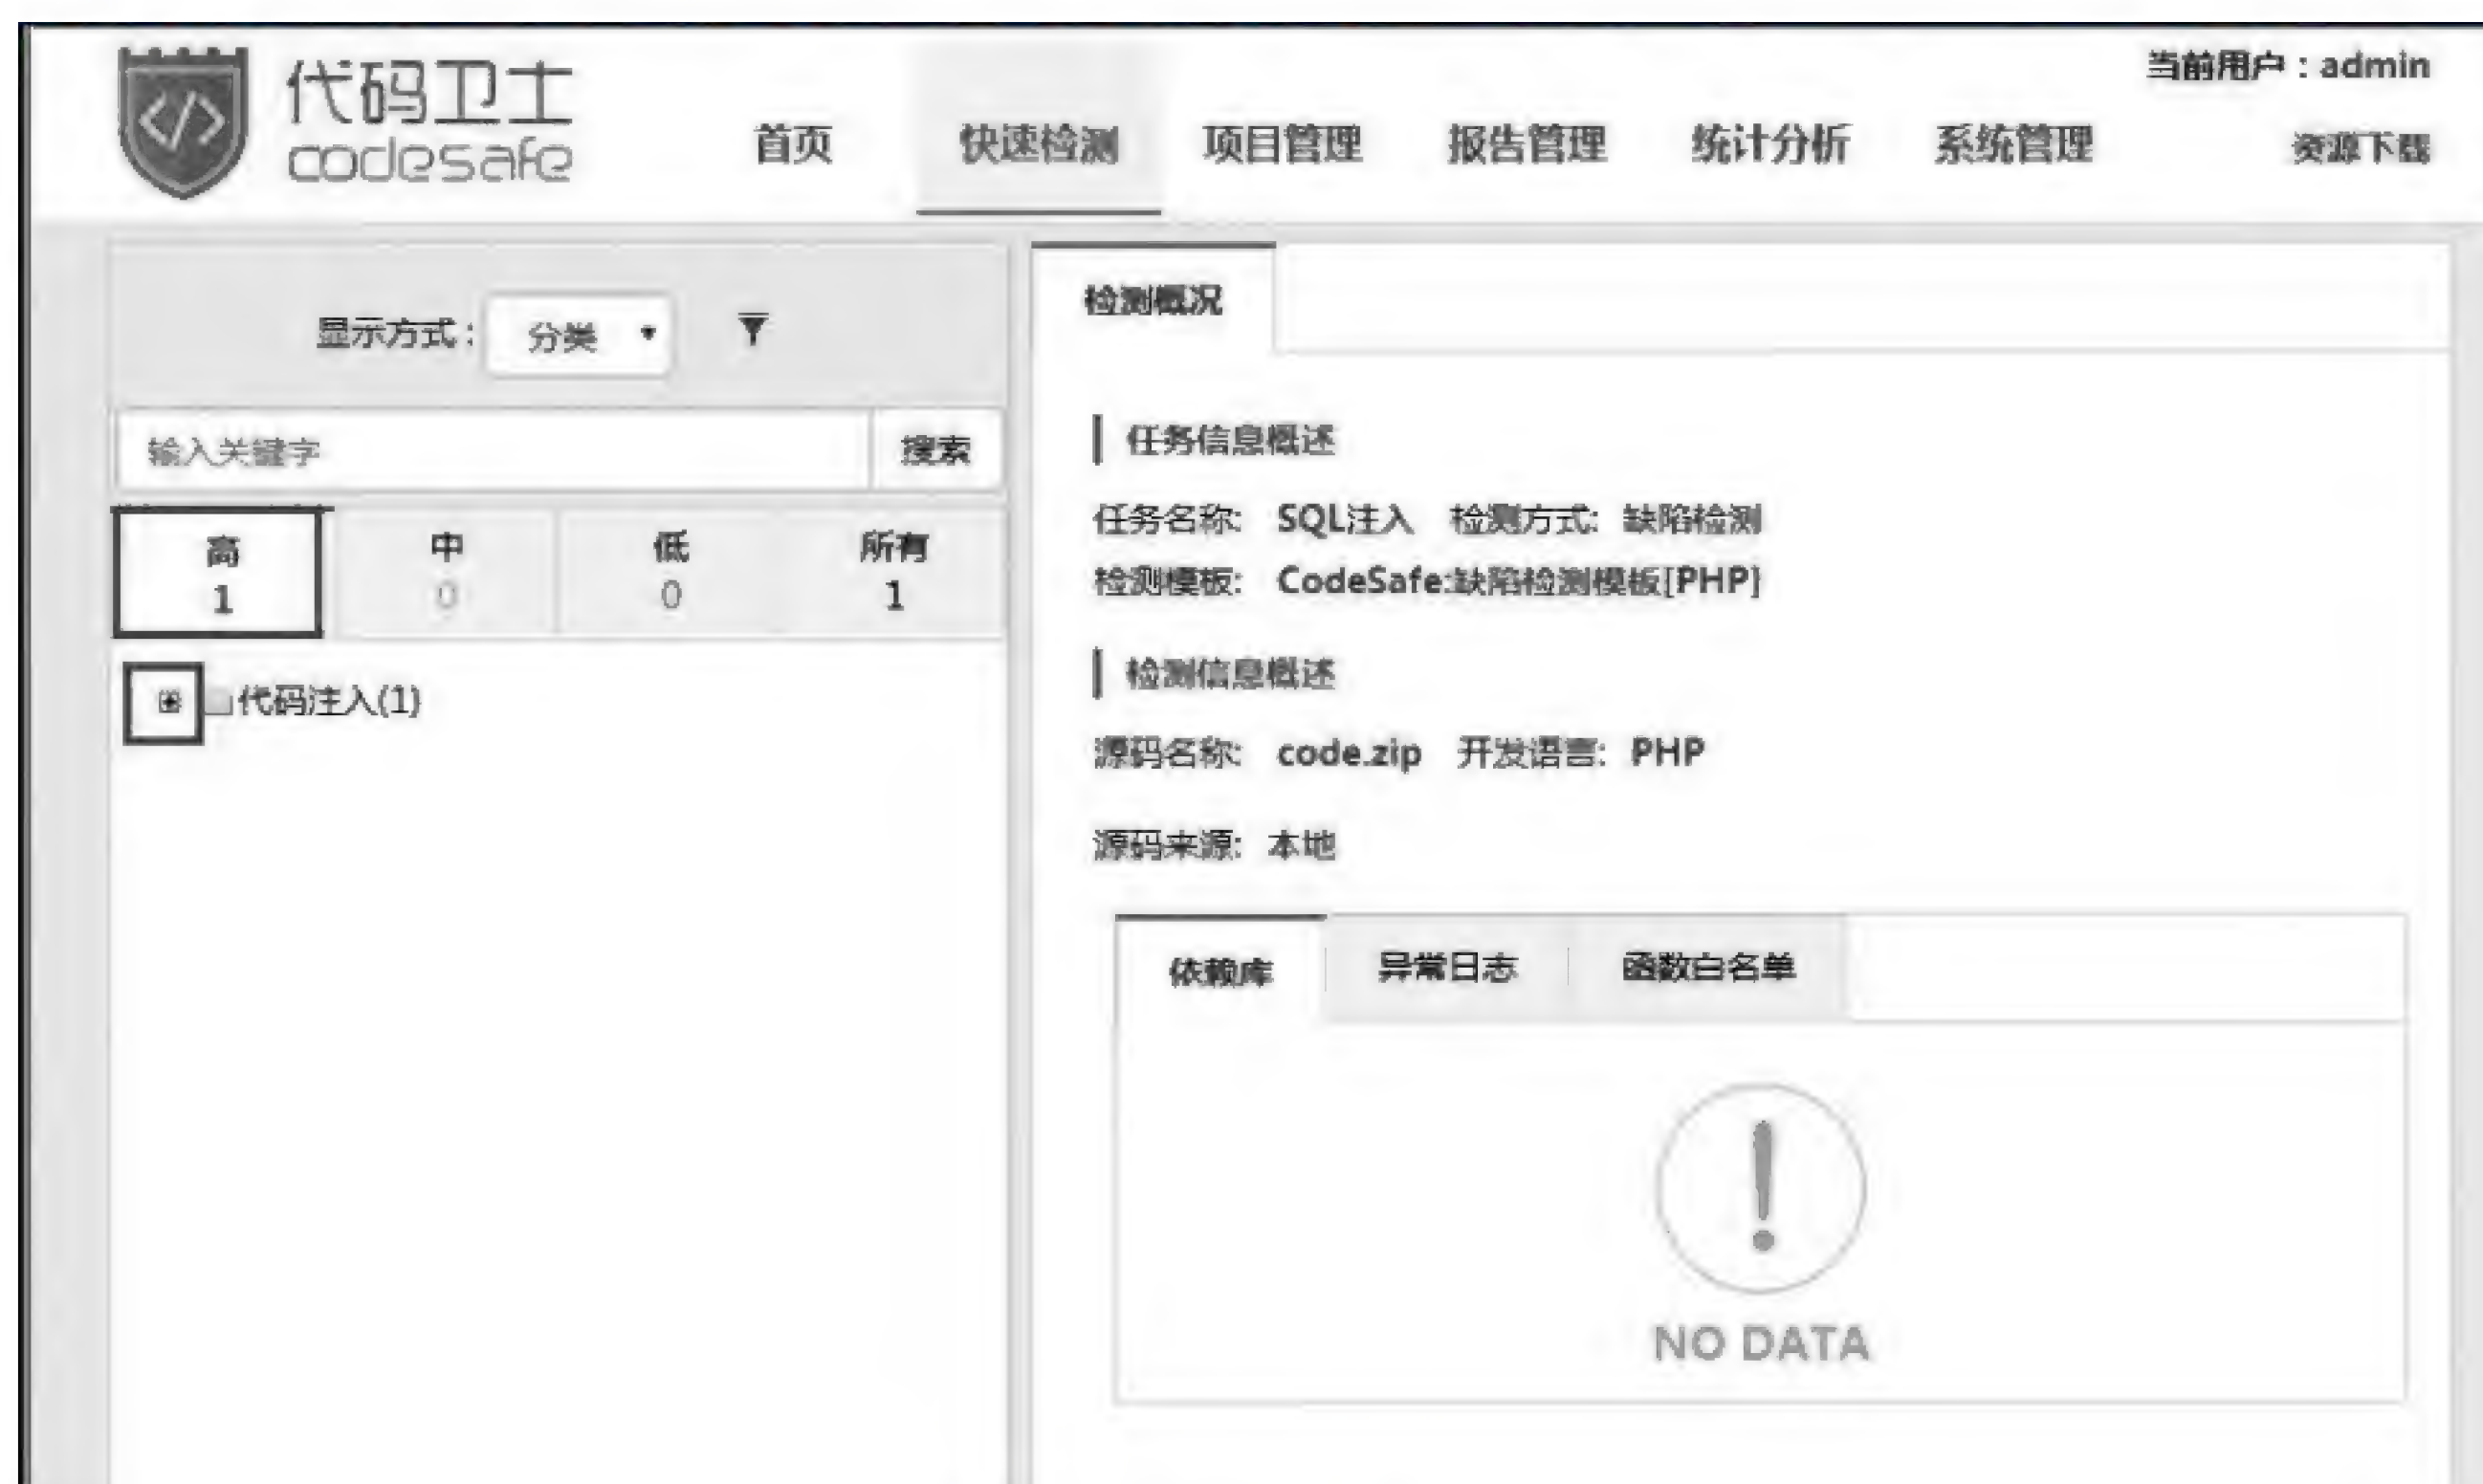 代码卫士
codesafe
当前用户：admin
首页 快速检测 项目管理 报告管理 统计分析 系统管理 资源下载
显示方式： 分类
输入关键字 搜索
高 中 低 所有
1 0 0 1
代码注入(1)
检测概况
任务信息概述
任务名称: SQL注入 检测方式: 缺陷检测
检测模板: CodeSafe:缺陷检测模板[PHP]
检测信息概述
源码名称: code.zip 开发语言: PHP
源码来源: 本地
依赖库 异常日志 函数白名单
NO DATA